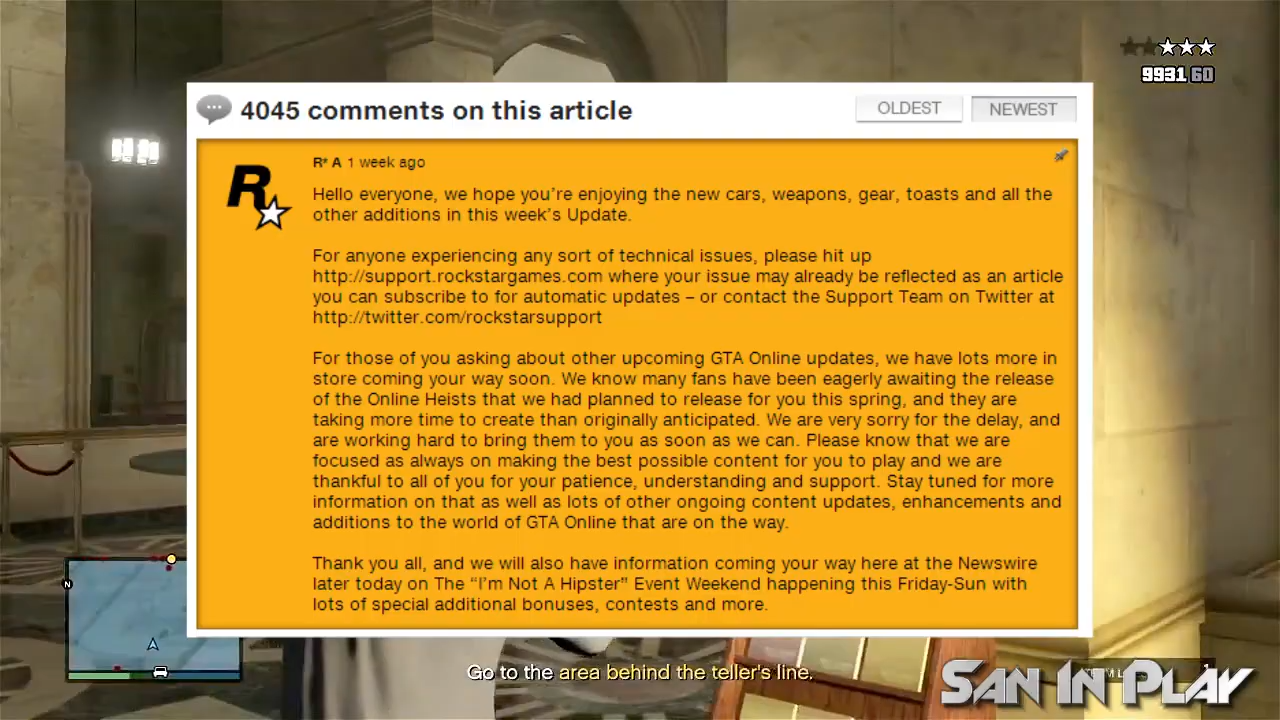 9931 60
4045 comments on this article
OLDEST
NEWEST
R* A 1 week ago
Hello everyone, we hope you're enjoying the new cars, weapons, gear, toasts and all the
other additions in this week's Update.
For anyone experiencing any sort of technical issues, please hit up
http://support.rockstargames.com where your issue may already be reflected as an article
you can subscribe to for automatic updates – or contact the Support Team on Twitter at
http://twitter.com/rockstarsupport
For those of you asking about other upcoming GTA Online updates, we have lots more in
store coming your way soon. We know many fans have been eagerly awaiting the release
of the Online Heists that we had planned to release for you this spring, and they are
taking more time to create than originally anticipated. We are very sorry for the delay, and
are working hard to bring them to you as soon as we can. Please know that we are
focused as always on making the best possible content for you to play and we are
thankful to all of you for your patience, understanding and support. Stay tuned for more
information on that as well as lots of other ongoing content updates, enhancements and
additions to the world of GTA Online that are on the way.
Thank you all, and we will also have information coming your way here at the Newswire
later today on The “I'm Not A Hipster” Event Weekend happening this Friday-Sun with
lots of special additional bonuses, contests and more.
R
N
Go to the area behind the teller's line.
SAN IN PLAY